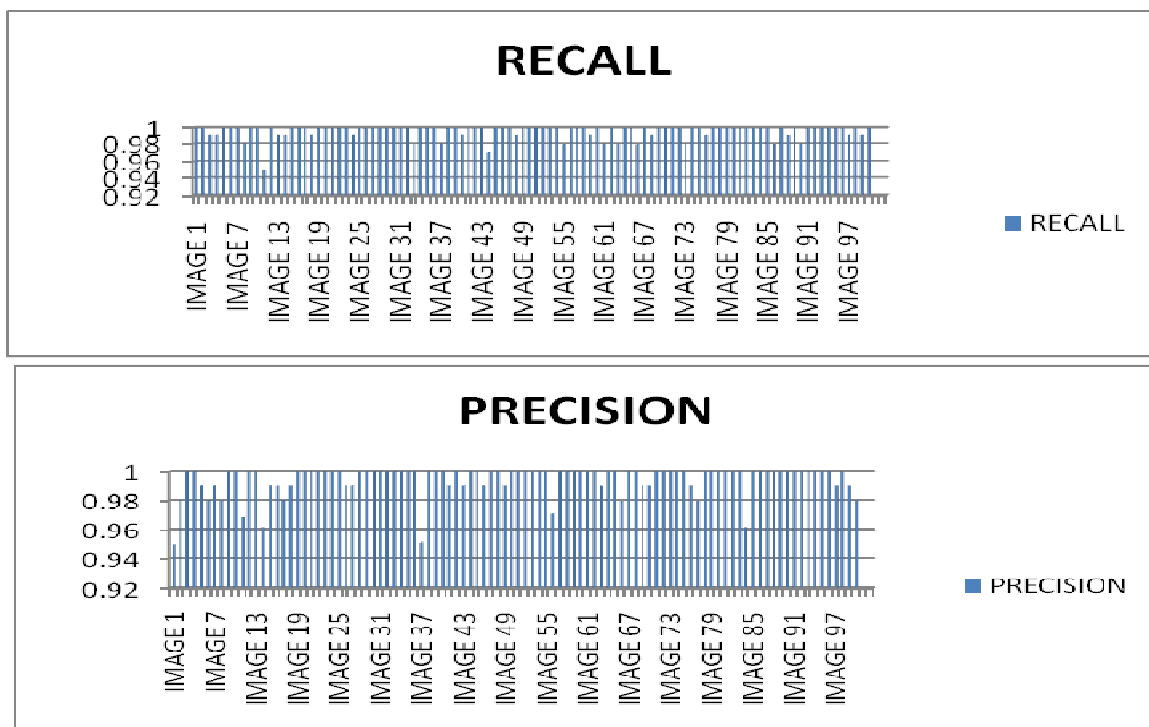 RECALL
1
0.98
0.96
0.94
0.92
IMAGE 1
IMAGE 7
IMAGE 13
IMAGE 19
IMAGE 25
IMAGE 31
IMAGE 37
IMAGE 43
IMAGE 49
IMAGE 55
IMAGE 61
IMAGE 67
IMAGE 73
IMAGE 79
IMAGE 85
IMAGE 91
IMAGE 97
RECALL
PRECISION
1
0.98
0.96
0.94
0.92
IMAGE 1
IMAGE 7
IMAGE 13
IMAGE 19
IMAGE 25
IMAGE 31
IMAGE 37
IMAGE 43
IMAGE 49
IMAGE 55
IMAGE 61
IMAGE 67
IMAGE 73
IMAGE 79
IMAGE 85
IMAGE 91
IMAGE 97
PRECISION